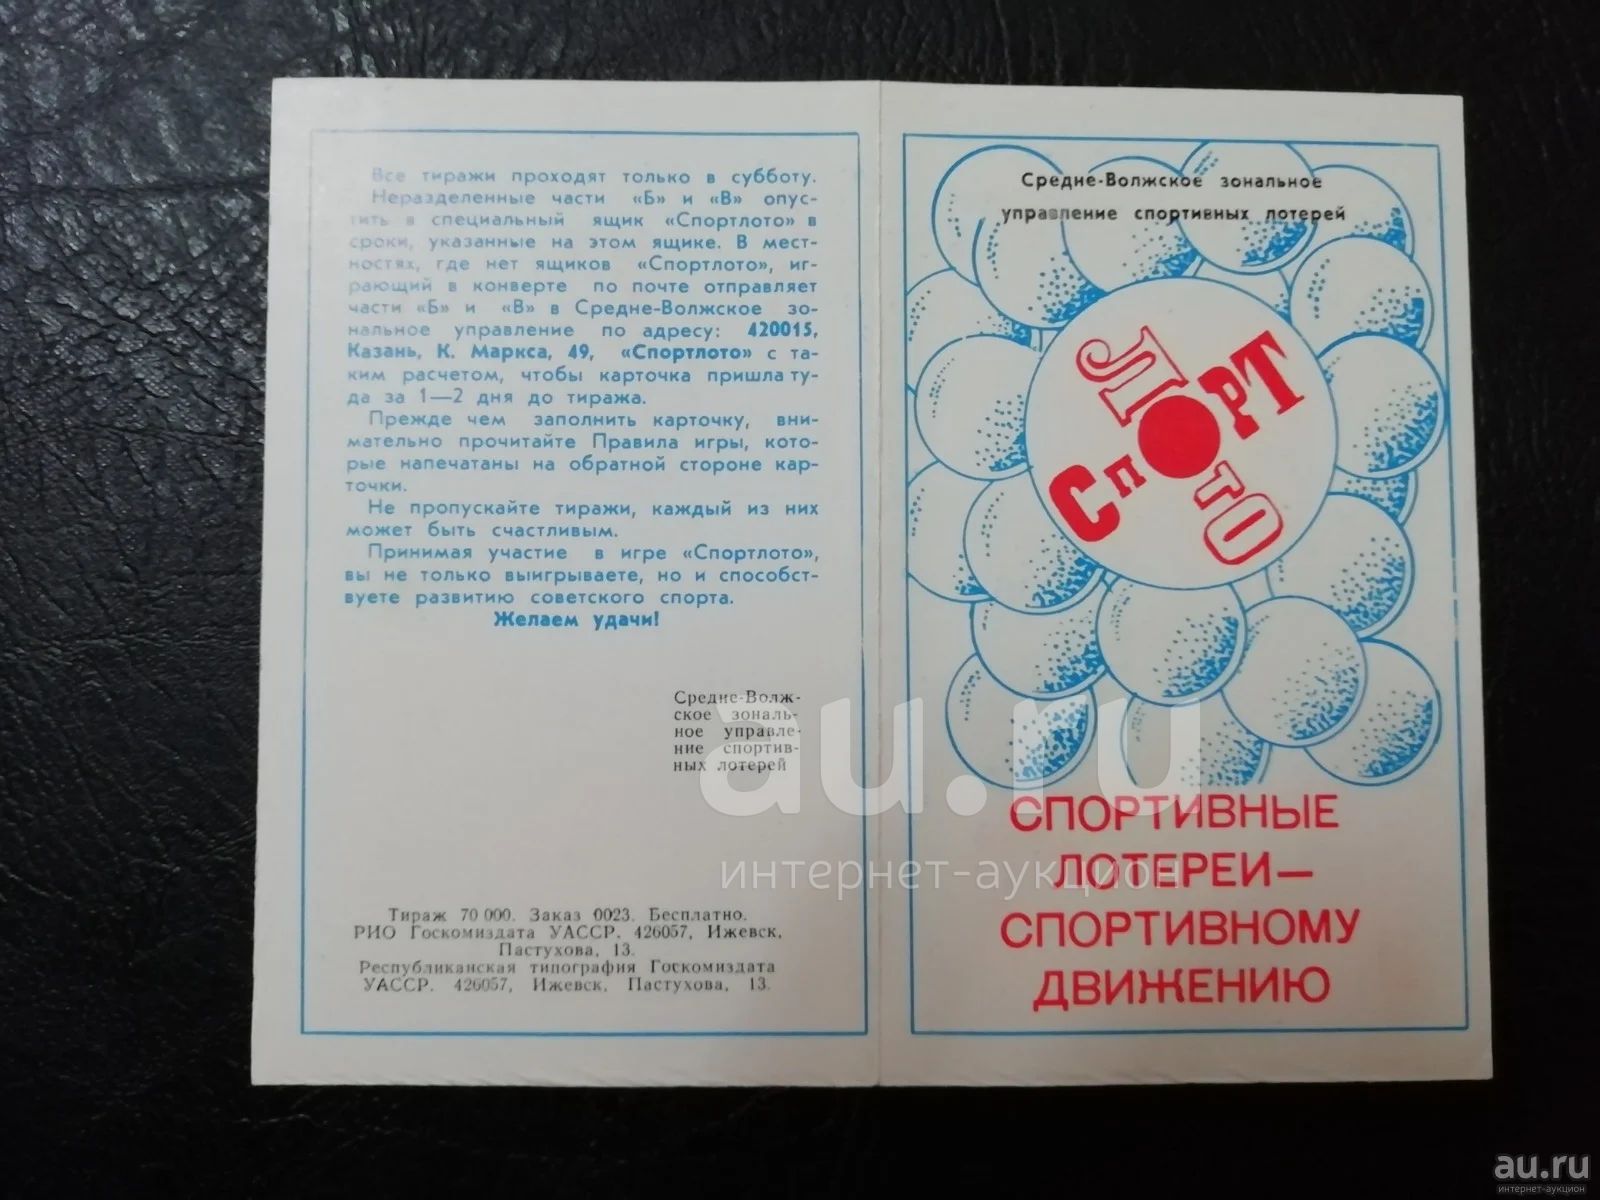 Все тиражи проходят только в субботу.
Неразделенные части «Б» и «В» опус-
тить в специальный ящик «Спортлото» в
сроки, указанные на этом ящике. В мест-
ностях, где нет ящиков «Спортлото», иг-
рающий в конверте по почте отправляет
части «Б» и «В» в Средне-Волжское зо-
нальное управление по адресу: 420015,
Казань, К. Маркса, 49, «Спортлото» с та-
ким расчетом, чтобы карточка пришла ту-
да за 1—2 дня до тиража.
Прежде чем заполнить карточку, вни-
мательно прочитайте Правила игры, кото-
рые напечатаны на обратной стороне кар-
точки.
Не пропускайте тиражи, каждый из них
может быть счастливым.
Принимая участие в игре «Спортлото»,
вы не только выигрываете, но и способст-
вуете развитию советского спорта.
Желаем удачи!
Средне-Волж-
ское зональ-
ное управле-
ние спортив-
ных лотерей
Тираж 70 000. Заказ 0023. Бесплатно.
РИО Госкомиздата УАССР. 426057, Ижевск,
Пастухова, 13.
Республиканская типография Госкомиздата
УАССР. 426057, Ижевск, Пастухова, 13.
Средне-Волжское зональное
управление спортивных лотерей
СпОРТ
ЛОтО
СПОРТИВНЫЕ
ЛОТЕРЕИ—
СПОРТИВНОМУ
ДВИЖЕНИЮ
au.ru
интернет-аукцион
au.ru
интернет-аукцион